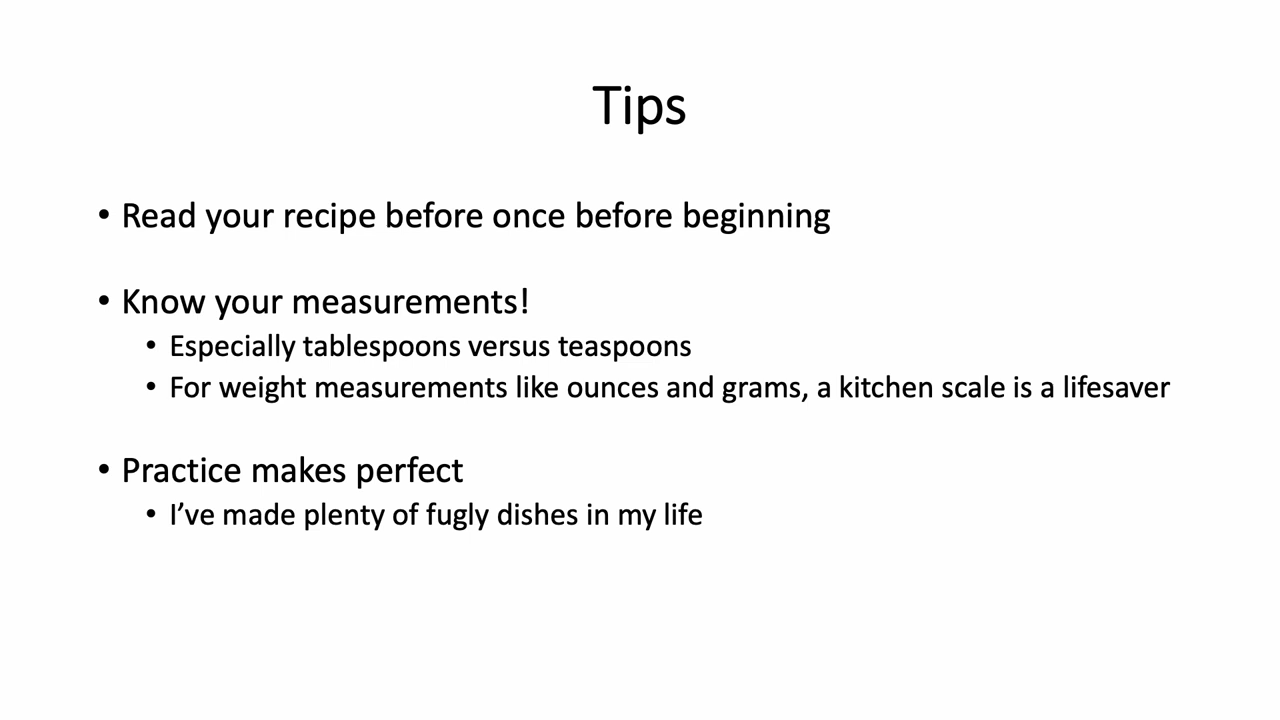 Tips
• Read your recipe before once before beginning
• Know your measurements!
• Especially tablespoons versus teaspoons
• For weight measurements like ounces and grams, a kitchen scale is a lifesaver
• Practice makes perfect
• I’ve made plenty of fugly dishes in my life